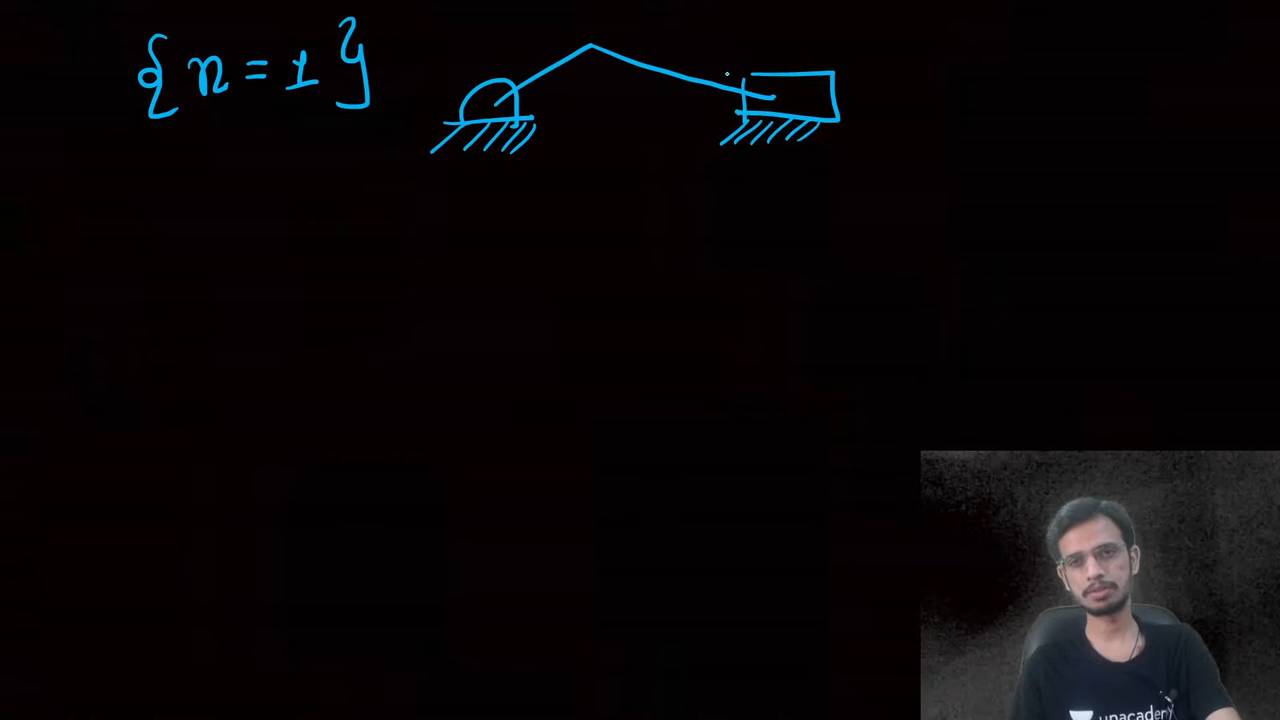 { n = 1 }
unacademy